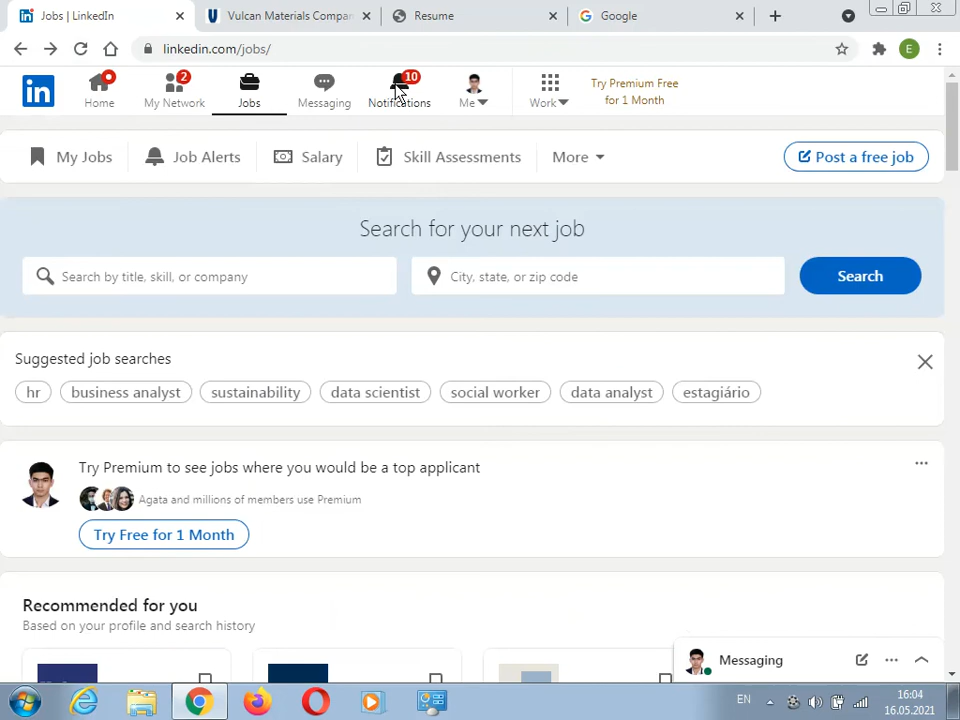 Jobs | LinkedIn
Vulcan Materials Compan
Resume
Google
linkedin.com/jobs/
E
in
Home
2
My Network
Jobs
Messaging
10
Notifications
Me
Work
Try Premium Free
for 1 Month
My Jobs
Job Alerts
Salary
Skill Assessments
More
Post a free job
Search for your next job
Search by title, skill, or company
City, state, or zip code
Search
Suggested job searches
hr
business analyst
sustainability
data scientist
social worker
data analyst
estagiário
Try Premium to see jobs where you would be a top applicant
Agata and millions of members use Premium
Try Free for 1 Month
Recommended for you
Based on your profile and search history
Messaging
EN
16:04
16.05.2021